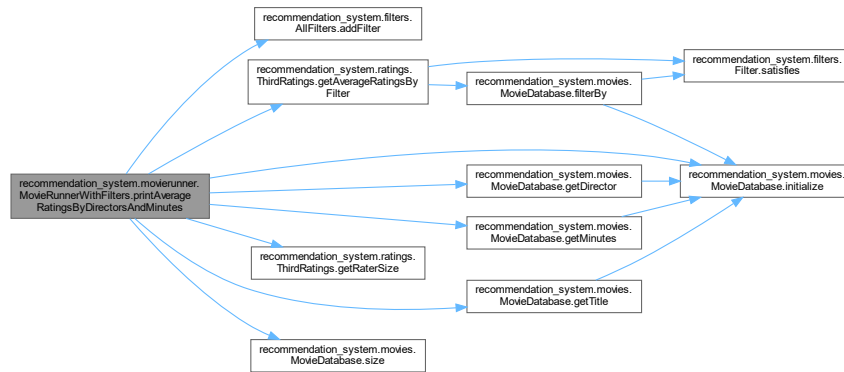 recommendation_system.filters.
AllFilters.addFilter
recommendation_system.ratings.
ThirdRatings.getAverageRatingsBy
Filter
recommendation_system.filters.
Filter.satisfies
recommendation_system.movies.
MovieDatabase.filterBy
recommendation_system.movierunner.
MovieRunnerWithFilters.printAverage
RatingsByDirectorsAndMinutes
recommendation_system.movies.
MovieDatabase.getDirector
recommendation_system.movies.
MovieDatabase.initialize
recommendation_system.movies.
MovieDatabase.getMinutes
recommendation_system.ratings.
ThirdRatings.getRaterSize
recommendation_system.movies.
MovieDatabase.getTitle
recommendation_system.movies.
MovieDatabase.size